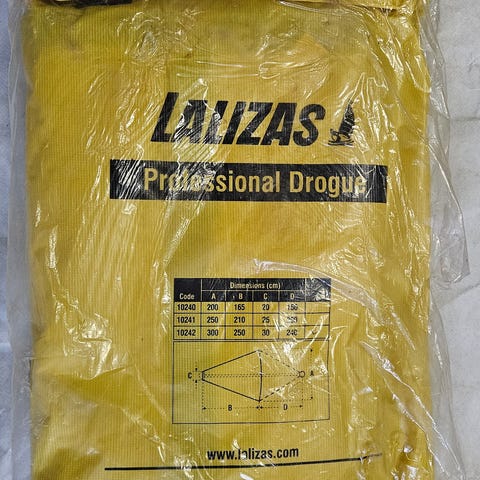 LALIZAS
Professional Drogue
Dimensions (cm)
Code A B C D
10240 200 165 20 150
10241 250 210 25
10242 300 250 30 240
C A
B D
www.lalizas.com